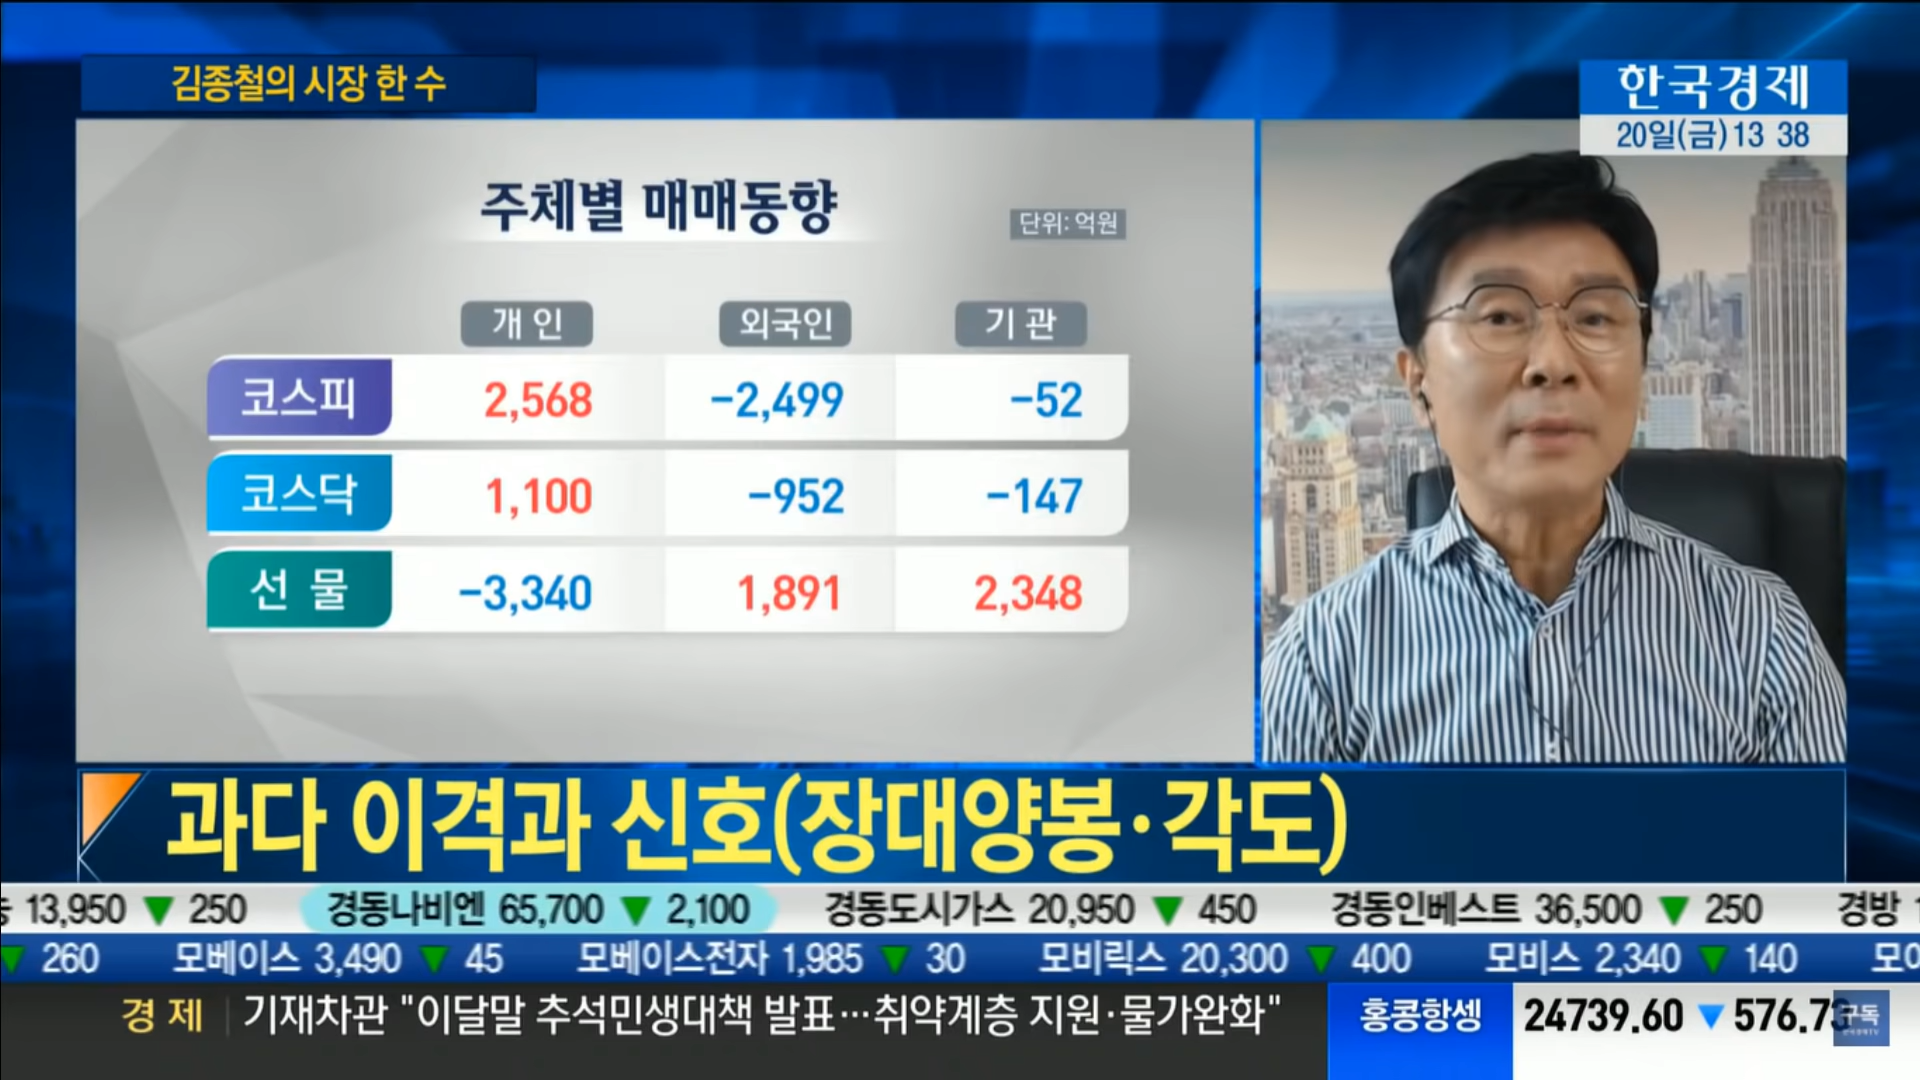 김종철의 시장 한 수
한국경제
20일(금) 13 38
주체별 매매동향
단위: 억원
개인 외국인 기관
코스피 2,568 -2,499 -52
코스닥 1,100 -952 -147
선물 -3,340 1,891 2,348
과다 이격과 신호(장대양봉·각도)
13,950 ▼ 250 경동나비엔 65,700 ▼ 2,100 경동도시가스 20,950 ▼ 450 경동인베스트 36,500 ▼ 250 경방
▼ 260 모베이스 3,490 ▼ 45 모베이스전자 1,985 ▼ 30 모비릭스 20,300 ▼ 400 모비스 2,340 ▼ 140
경제 기재차관 "이달말 추석민생대책 발표…취약계층 지원·물가완화" 홍콩항셍 24739.60 ▼ 576.73
구독